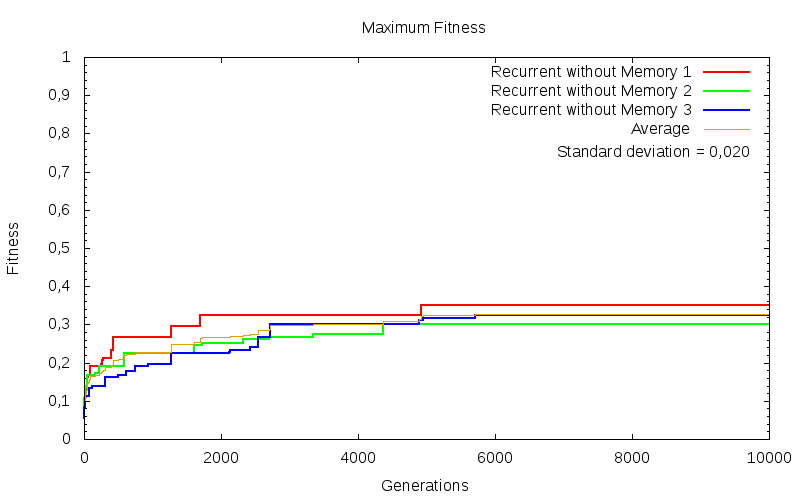 Maximum Fitness
Recurrent without Memory 1
Recurrent without Memory 2
Recurrent without Memory 3
Average
Standard deviation = 0,020
1
0,9
0,8
0,7
0,6
0,5
0,4
0,3
0,2
0,1
0
Fitness
0 2000 4000 6000 8000 10000
Generations